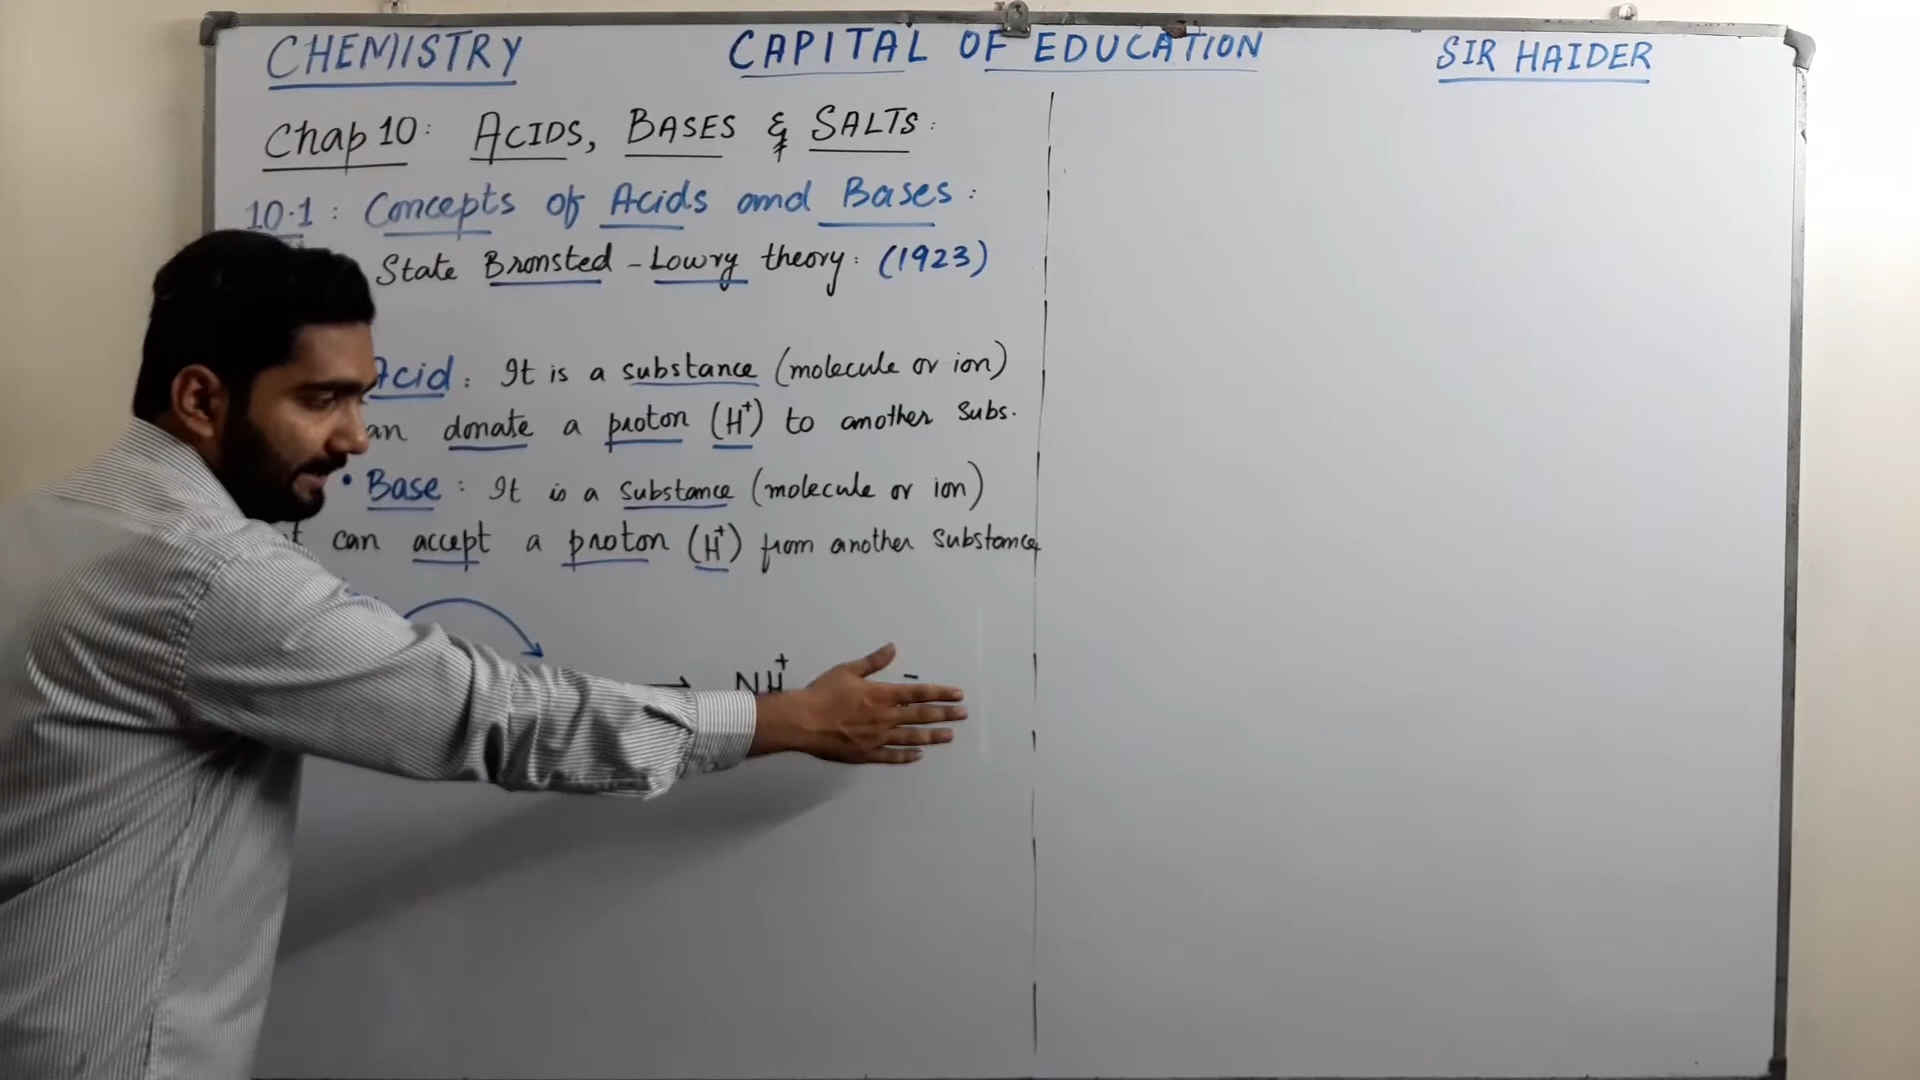 CHEMISTRY CAPITAL OF EDUCATION SIR HAIDER
Chap 10: ACIDS, BASES & SALTS:
10.1: Concepts of Acids and Bases:
State Bronsted - Lowry theory: (1923)
Acid: It is a substance (molecule or ion)
an donate a proton (H⁺) to another Subs.
• Base: It is a Substance (molecule or ion)
t can accept a proton (H⁺) from another Substance
→ NH⁺ -